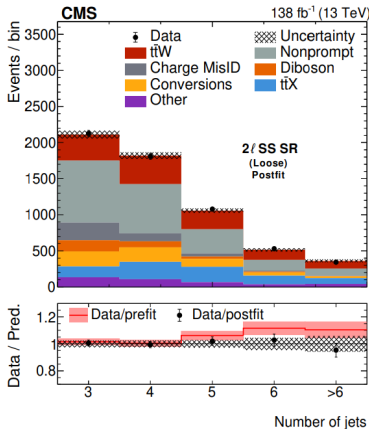 CMS 138 fb⁻¹ (13 TeV)
Events / bin
3500
3000
2500
2000
1500
1000
500
0
Data Uncertainty
tt̄W Nonprompt
Charge MisID Diboson
Conversions tt̄X
Other
2ℓ SS SR
(Loose)
Postfit
Data / Pred.
1.2
1
0.8
Data/prefit Data/postfit
3 4 5 6 >6
Number of jets